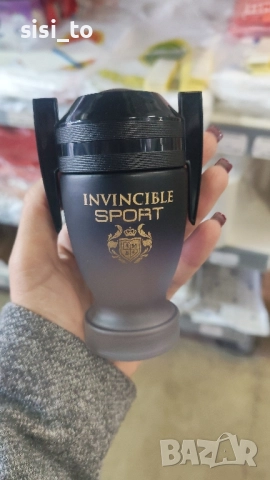 sisi_to
INVINCIBLE
SPORT
BAZAR